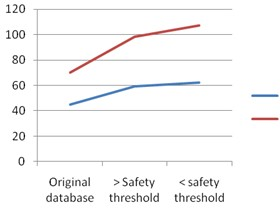 120
100
80
60
40
20
0
Original database
> Safety threshold
< safety threshold